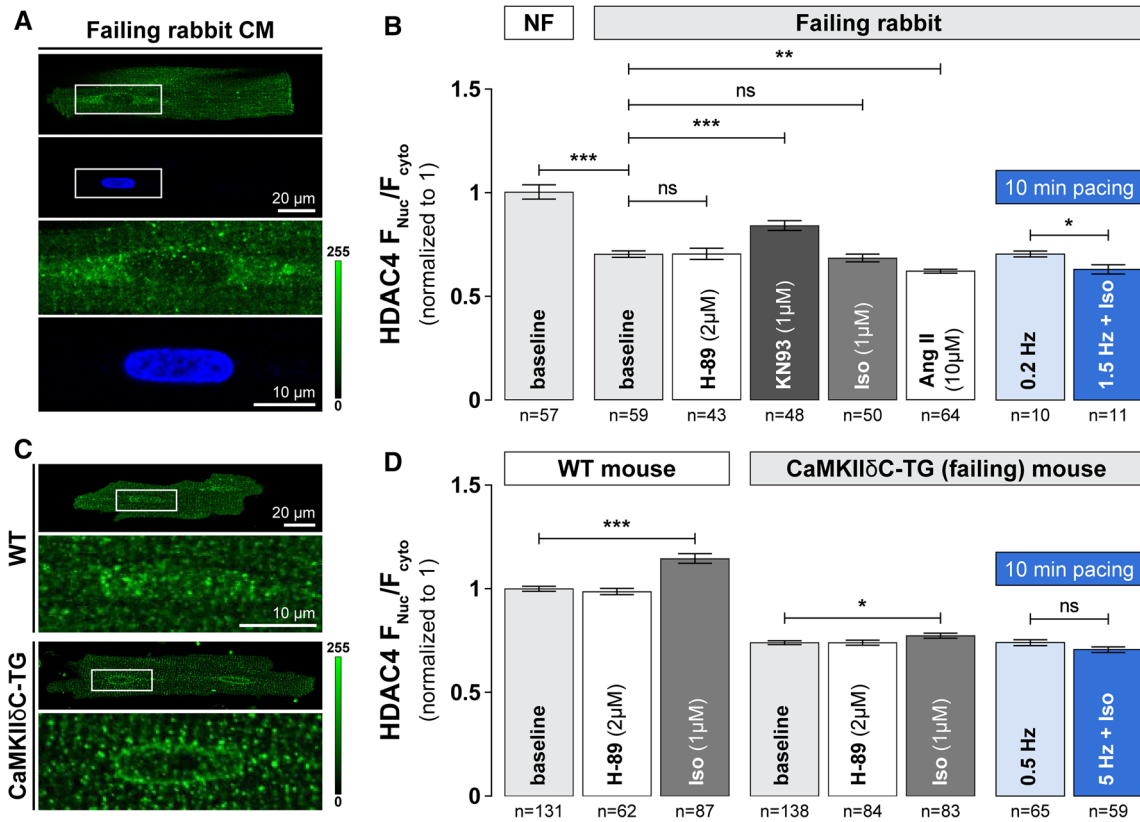 A
Failing rabbit CM
20 µm
255
0
10 µm
B
NF
Failing rabbit
HDAC4 FNuc/Fcyto
(normalized to 1)
1.5
1
0.5
0
***
ns
***
ns
**
10 min pacing
*
baseline
baseline
H-89 (2µM)
KN93 (1µM)
Iso (1µM)
Ang II
(10µM)
0.2 Hz
1.5 Hz + Iso
n=57
n=59
n=43
n=48
n=50
n=64
n=10
n=11
C
WT
20 µm
10 µm
CaMKIIδC-TG
255
0
D
WT mouse
CaMKIIδC-TG (failing) mouse
HDAC4 FNuc/Fcyto
(normalized to 1)
1.5
1
0.5
0
***
*
10 min pacing
ns
baseline
H-89 (2µM)
Iso (1µM)
baseline
H-89 (2µM)
Iso (1µM)
0.5 Hz
5 Hz + Iso
n=131
n=62
n=87
n=138
n=84
n=83
n=65
n=59